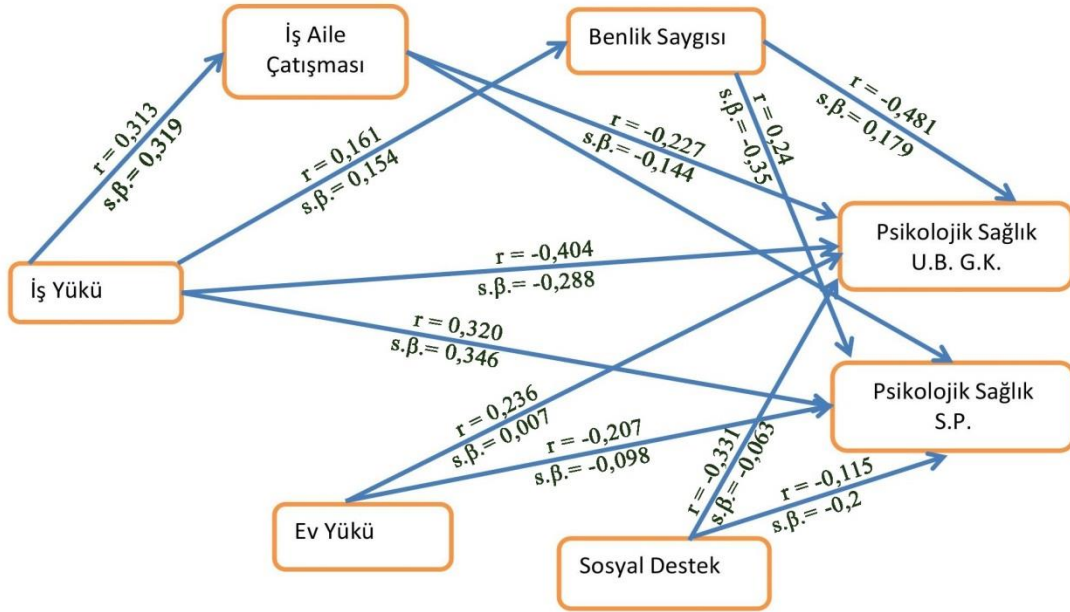 İş Aile
Çatışması
Benlik Saygısı
r = 0,313
s.β.= 0,319
r = 0,161
s.β.= 0,154
r = -0,227
s.β.= -0,144
r = 0,24
s.β.= -0,35
r = -0,481
s.β.= 0,179
Psikolojik Sağlık
U.B. G.K.
İş Yükü
r = -0,404
s.β.= -0,288
r = 0,320
s.β.= 0,346
Psikolojik Sağlık
S.P.
r = 0,236
s.β.= 0,007
r = -0,207
s.β.= -0,098
r = -0,331
s.β.= -0,063
r = -0,115
s.β.= -0,2
Ev Yükü
Sosyal Destek